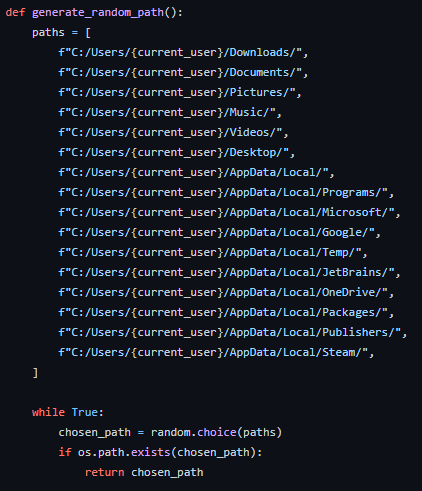 def generate_random_path():
    paths = [
        f"C:/Users/{current_user}/Downloads/",
        f"C:/Users/{current_user}/Documents/",
        f"C:/Users/{current_user}/Pictures/",
        f"C:/Users/{current_user}/Music/",
        f"C:/Users/{current_user}/Videos/",
        f"C:/Users/{current_user}/Desktop/",
        f"C:/Users/{current_user}/AppData/Local/",
        f"C:/Users/{current_user}/AppData/Local/Programs/",
        f"C:/Users/{current_user}/AppData/Local/Microsoft/",
        f"C:/Users/{current_user}/AppData/Local/Google/",
        f"C:/Users/{current_user}/AppData/Local/Temp/",
        f"C:/Users/{current_user}/AppData/Local/JetBrains/",
        f"C:/Users/{current_user}/AppData/Local/OneDrive/",
        f"C:/Users/{current_user}/AppData/Local/Packages/",
        f"C:/Users/{current_user}/AppData/Local/Publishers/",
        f"C:/Users/{current_user}/AppData/Local/Steam/",
    ]

    while True:
        chosen_path = random.choice(paths)
        if os.path.exists(chosen_path):
            return chosen_path